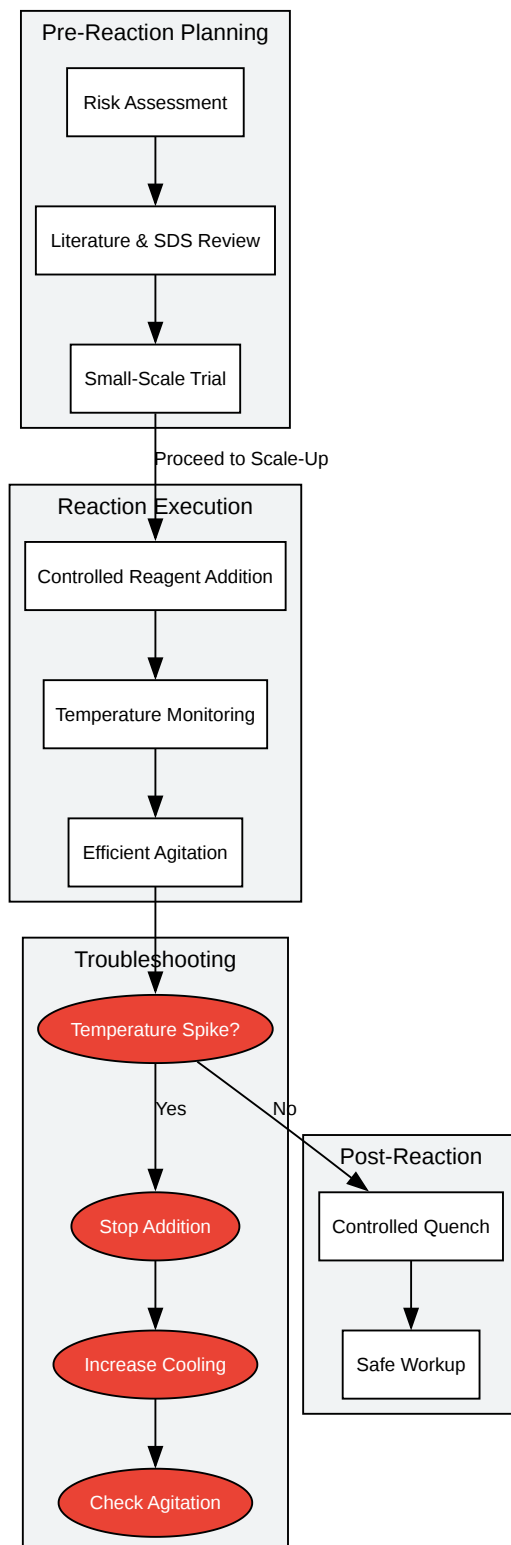 Pre-Reaction Planning
Risk Assessment
Literature & SDS Review
Small-Scale Trial
Proceed to Scale-Up
Reaction Execution
Controlled Reagent Addition
Temperature Monitoring
Efficient Agitation
Troubleshooting
Temperature Spike?
Yes
No
Post-Reaction
Stop Addition
Controlled Quench
Increase Cooling
Safe Workup
Check Agitation